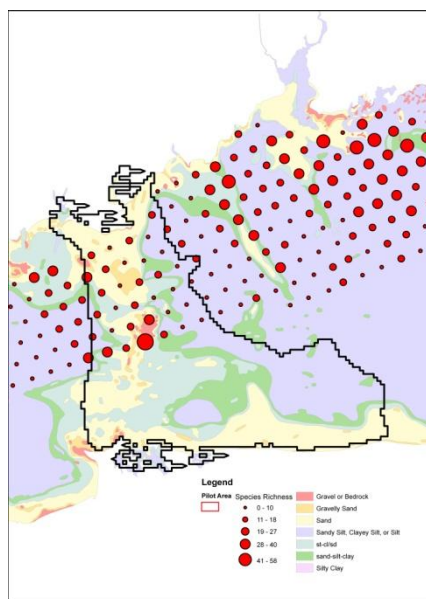 Legend
Pilot Area
Species Richness
0 - 10
11 - 18
19 - 27
28 - 40
41 - 58
Gravel or Bedrock
Gravelly Sand
Sand
Sandy Silt, Clayey Silt, or Silt
st-cl/sd
sand-silt-clay
Silty Clay